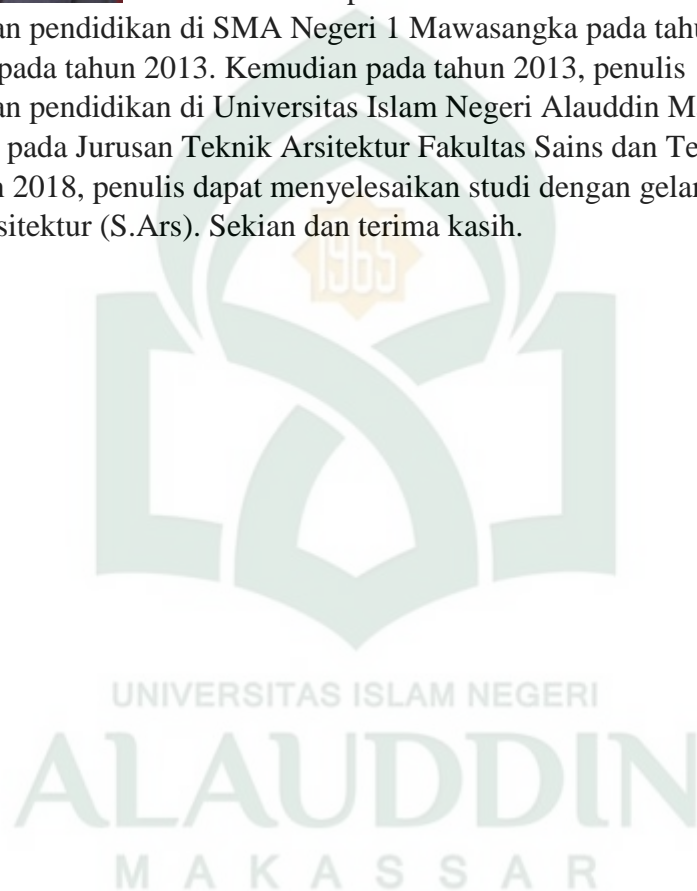 an pendidikan di SMA Negeri 1 Mawasangka pada tahu
pada tahun 2013. Kemudian pada tahun 2013, penulis
an pendidikan di Universitas Islam Negeri Alauddin M
pada Jurusan Teknik Arsitektur Fakultas Sains dan Te
n 2018, penulis dapat menyelesaikan studi dengan gelar
sitektur (S.Ars). Sekian dan terima kasih.
1965
UNIVERSITAS ISLAM NEGERI
ALAUDDIN
MAKASSAR